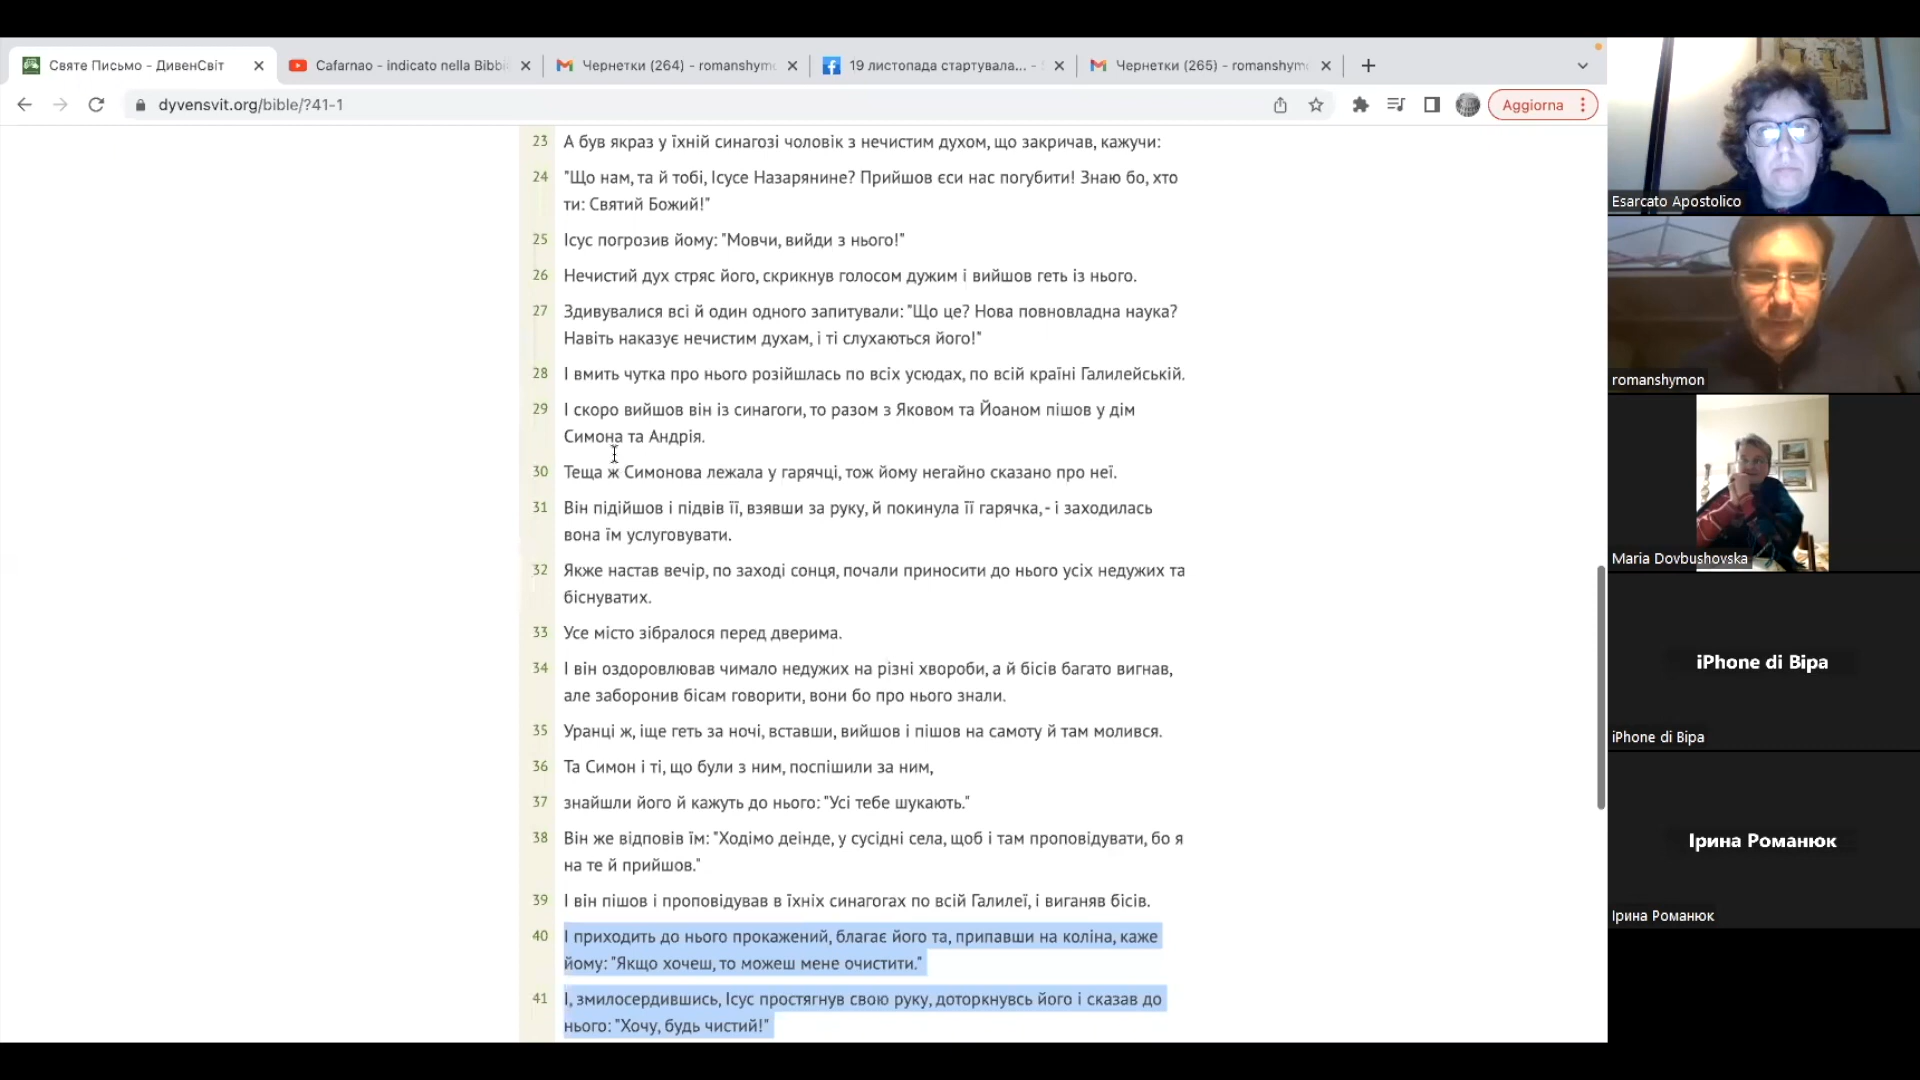 Святе Письмо - ДивенСвіт
Cafarnao - indicato nella Bibbi
Чернетки (264) - romanshym
19 листопада стартувала... -
Чернетки (265) - romanshym
dyvensvit.org/bible/?41-1
Aggiorna
23 А був якраз у їхній синагозі чоловік з нечистим духом, що закричав, кажучи:
24 "Що нам, та й тобі, Ісусе Назарянине? Прийшов єси нас погубити! Знаю бо, хто
ти: Святий Божий!"
25 Ісус погрозив йому: "Мовчи, вийди з нього!"
26 Нечистий дух стряс його, скрикнув голосом дужим і вийшов геть із нього.
27 Здивувалися всі й один одного запитували: "Що це? Нова повновладна наука?
Навіть наказує нечистим духам, і ті слухаються його!"
28 І вмить чутка про нього розійшлась по всіх усюдах, по всій країні Галилейській.
29 І скоро вийшов він із синагоги, то разом з Яковом та Йоаном пішов у дім
Симона та Андрія.
30 Теща ж Симонова лежала у гарячці, тож йому негайно сказано про неї.
31 Він підійшов і підвів її, взявши за руку, й покинула її гарячка, - і заходилась
вона їм услуговувати.
32 Якже настав вечір, по заході сонця, почали приносити до нього усіх недужих та
біснуватих.
33 Усе місто зібралося перед дверима.
34 І він оздоровлював чимало недужих на різні хвороби, а й бісів багато вигнав,
але заборонив бісам говорити, вони бо про нього знали.
35 Уранці ж, іще геть за ночі, вставши, вийшов і пішов на самоту й там молився.
36 Та Симон і ті, що були з ним, поспішили за ним,
37 знайшли його й кажуть до нього: "Усі тебе шукають."
38 Він же відповів їм: "Ходімо деінде, у сусідні села, щоб і там проповідувати, бо я
на те й прийшов."
39 І він пішов і проповідував в їхніх синагогах по всій Галилеї, і виганяв бісів.
40 І приходить до нього прокажений, благає його та, припавши на коліна, каже
йому: "Якщо хочеш, то можеш мене очистити."
41 І, змилосердившись, Ісус простягнув свою руку, доторкнувсь його і сказав до
нього: "Хочу, будь чистий!"
Esarcato Apostolico
romanshymon
Maria Dovbushovska
iPhone di Віра
iPhone di Віра
Ірина Романюк
Ірина Романюк